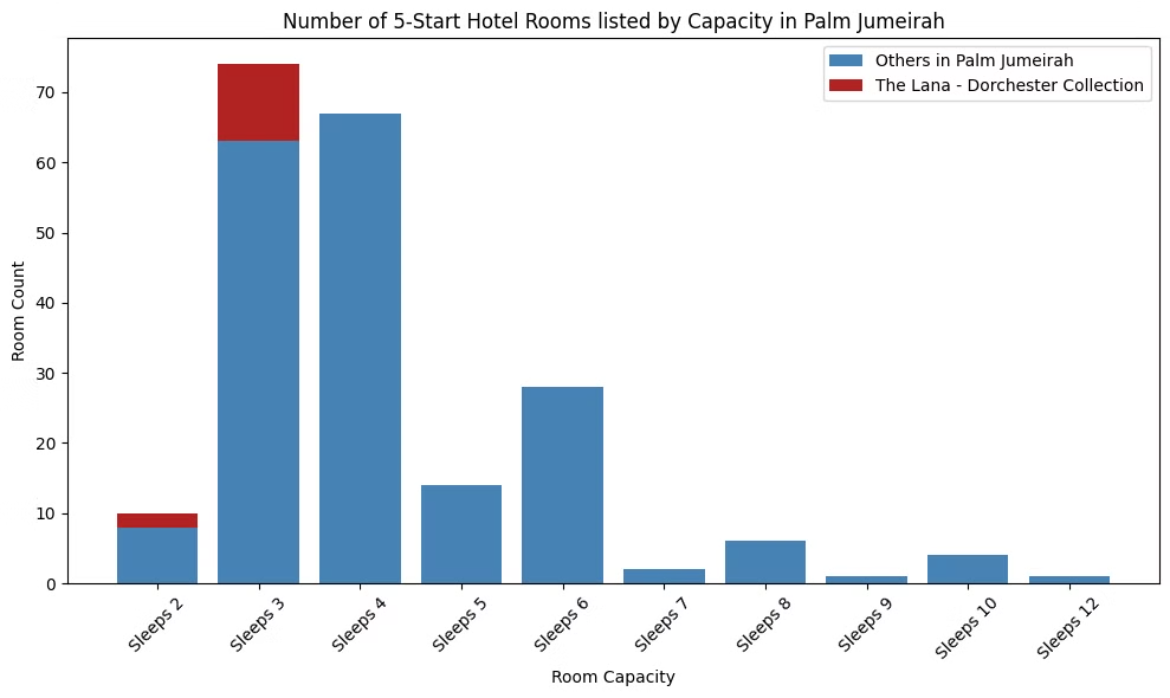 Number of 5-Start Hotel Rooms listed by Capacity in Palm Jumeirah
Others in Palm Jumeirah
The Lana - Dorchester Collection
Room Count
70
60
50
40
30
20
10
0
Sleeps 2
Sleeps 3
Sleeps 4
Sleeps 5
Sleeps 6
Sleeps 7
Sleeps 8
Sleeps 9
Sleeps 10
Sleeps 12
Room Capacity